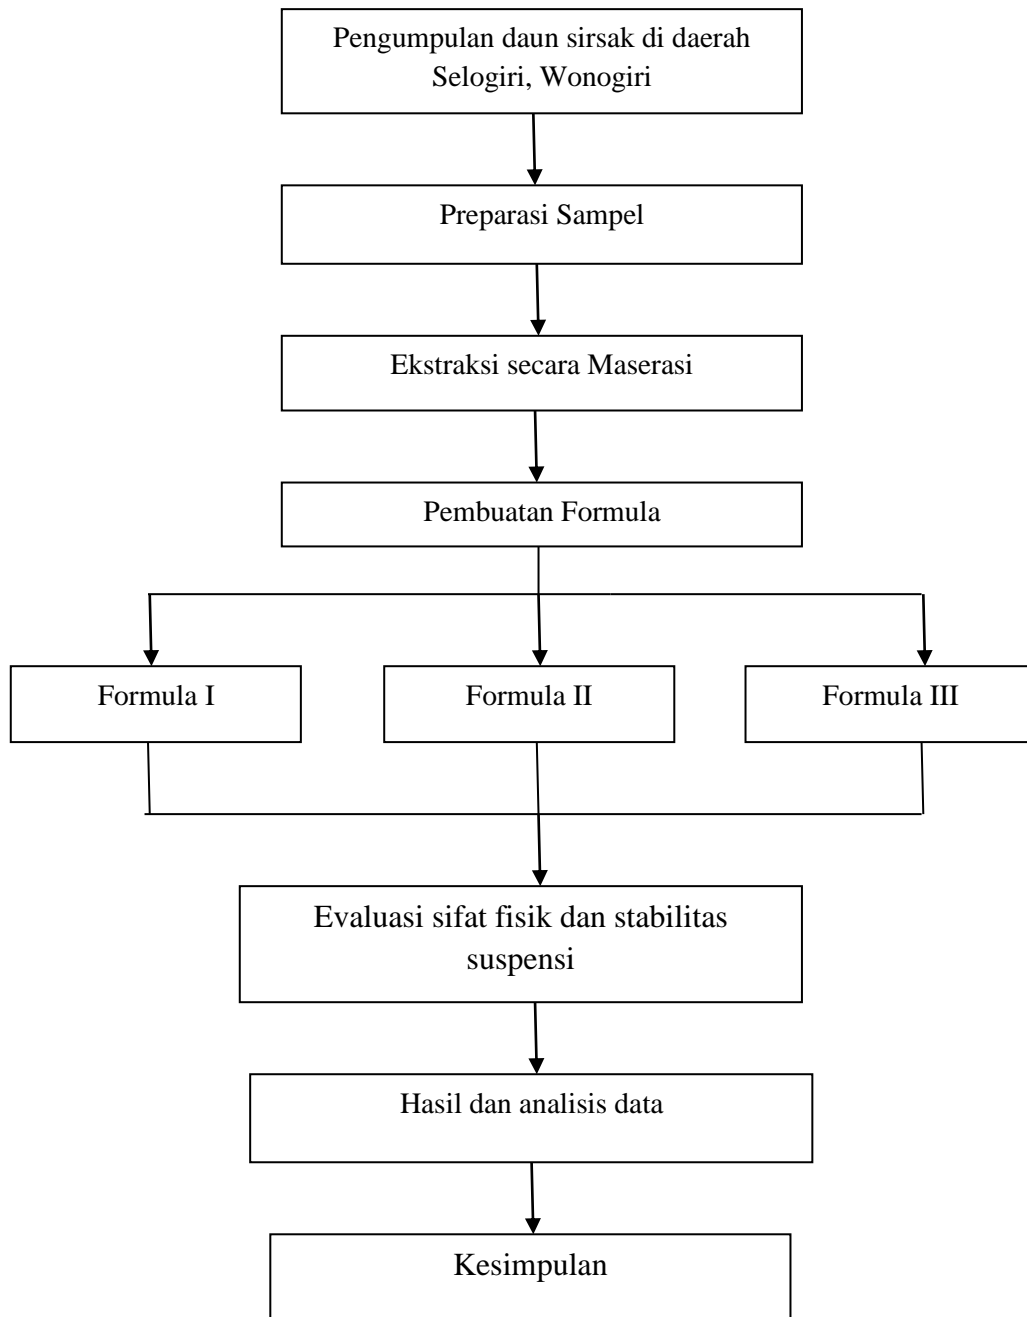 Pengumpulan daun sirsak di daerah
Selogiri, Wonogiri
Preparasi Sampel
Ekstraksi secara Maserasi
Pembuatan Formula
Formula I
Formula II
Formula III
Evaluasi sifat fisik dan stabilitas
suspensi
Hasil dan analisis data
Kesimpulan